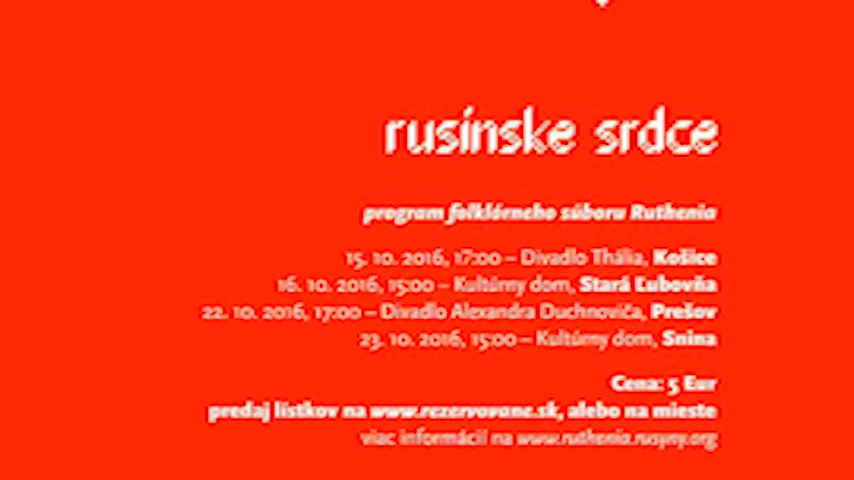 rusínske srdce
program folklórneho súboru Ruthenia
15. 10. 2016, 17:00 – Divadlo Thália, Košice
16. 10. 2016, 15:00 – Kultúrny dom, Stará Ľubovňa
22. 10. 2016, 17:00 – Divadlo Alexandra Duchnoviča, Prešov
23. 10. 2016, 15:00 – Kultúrny dom, Snina
Cena: 5 Eur
predaj lístkov na www.rezervovane.sk, alebo na mieste
viac informácií na www.ruthenia.rusyny.org